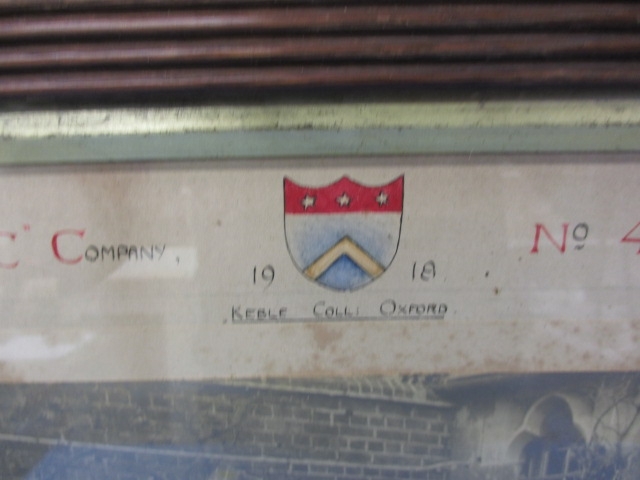 C" COMPANY, Nº 4
19 18
KEBLE COLL: OXFORD.